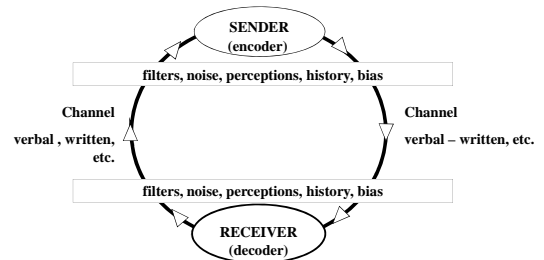 SENDER
(encoder)
filters, noise, perceptions, history, bias
Channel
verbal , written,
etc.
Channel
verbal – written, etc.
filters, noise, perceptions, history, bias
RECEIVER
(decoder)